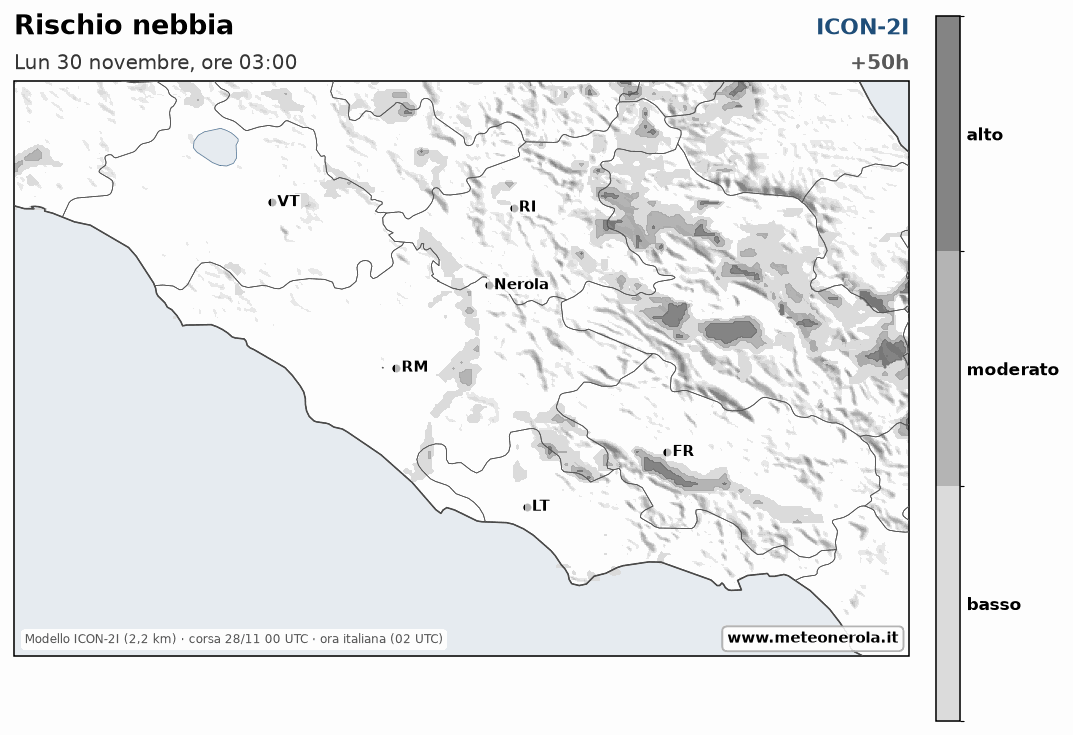 Rischio nebbia
ICON-2I
Lun 30 novembre, ore 03:00
+50h
alto
VT
RI
Nerola
RM
moderato
FR
LT
basso
Modello ICON-2I (2,2 km) · corsa 28/11 00 UTC · ora italiana (02 UTC)
www.meteonerola.it